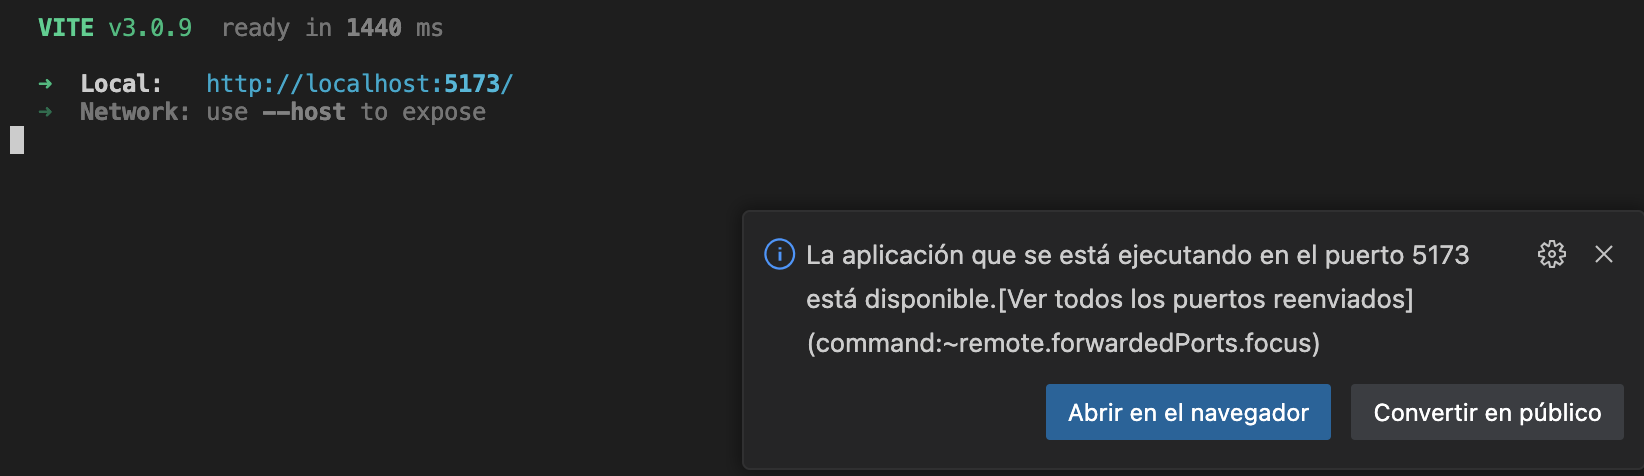 VITE v3.0.9 ready in 1440 ms
➜ Local: http://localhost:5173/
➜ Network: use --host to expose
La aplicación que se está ejecutando en el puerto 5173
está disponible.[Ver todos los puertos reenviados]
(command:~remote.forwardedPorts.focus)
Abrir en el navegador
Convertir en público